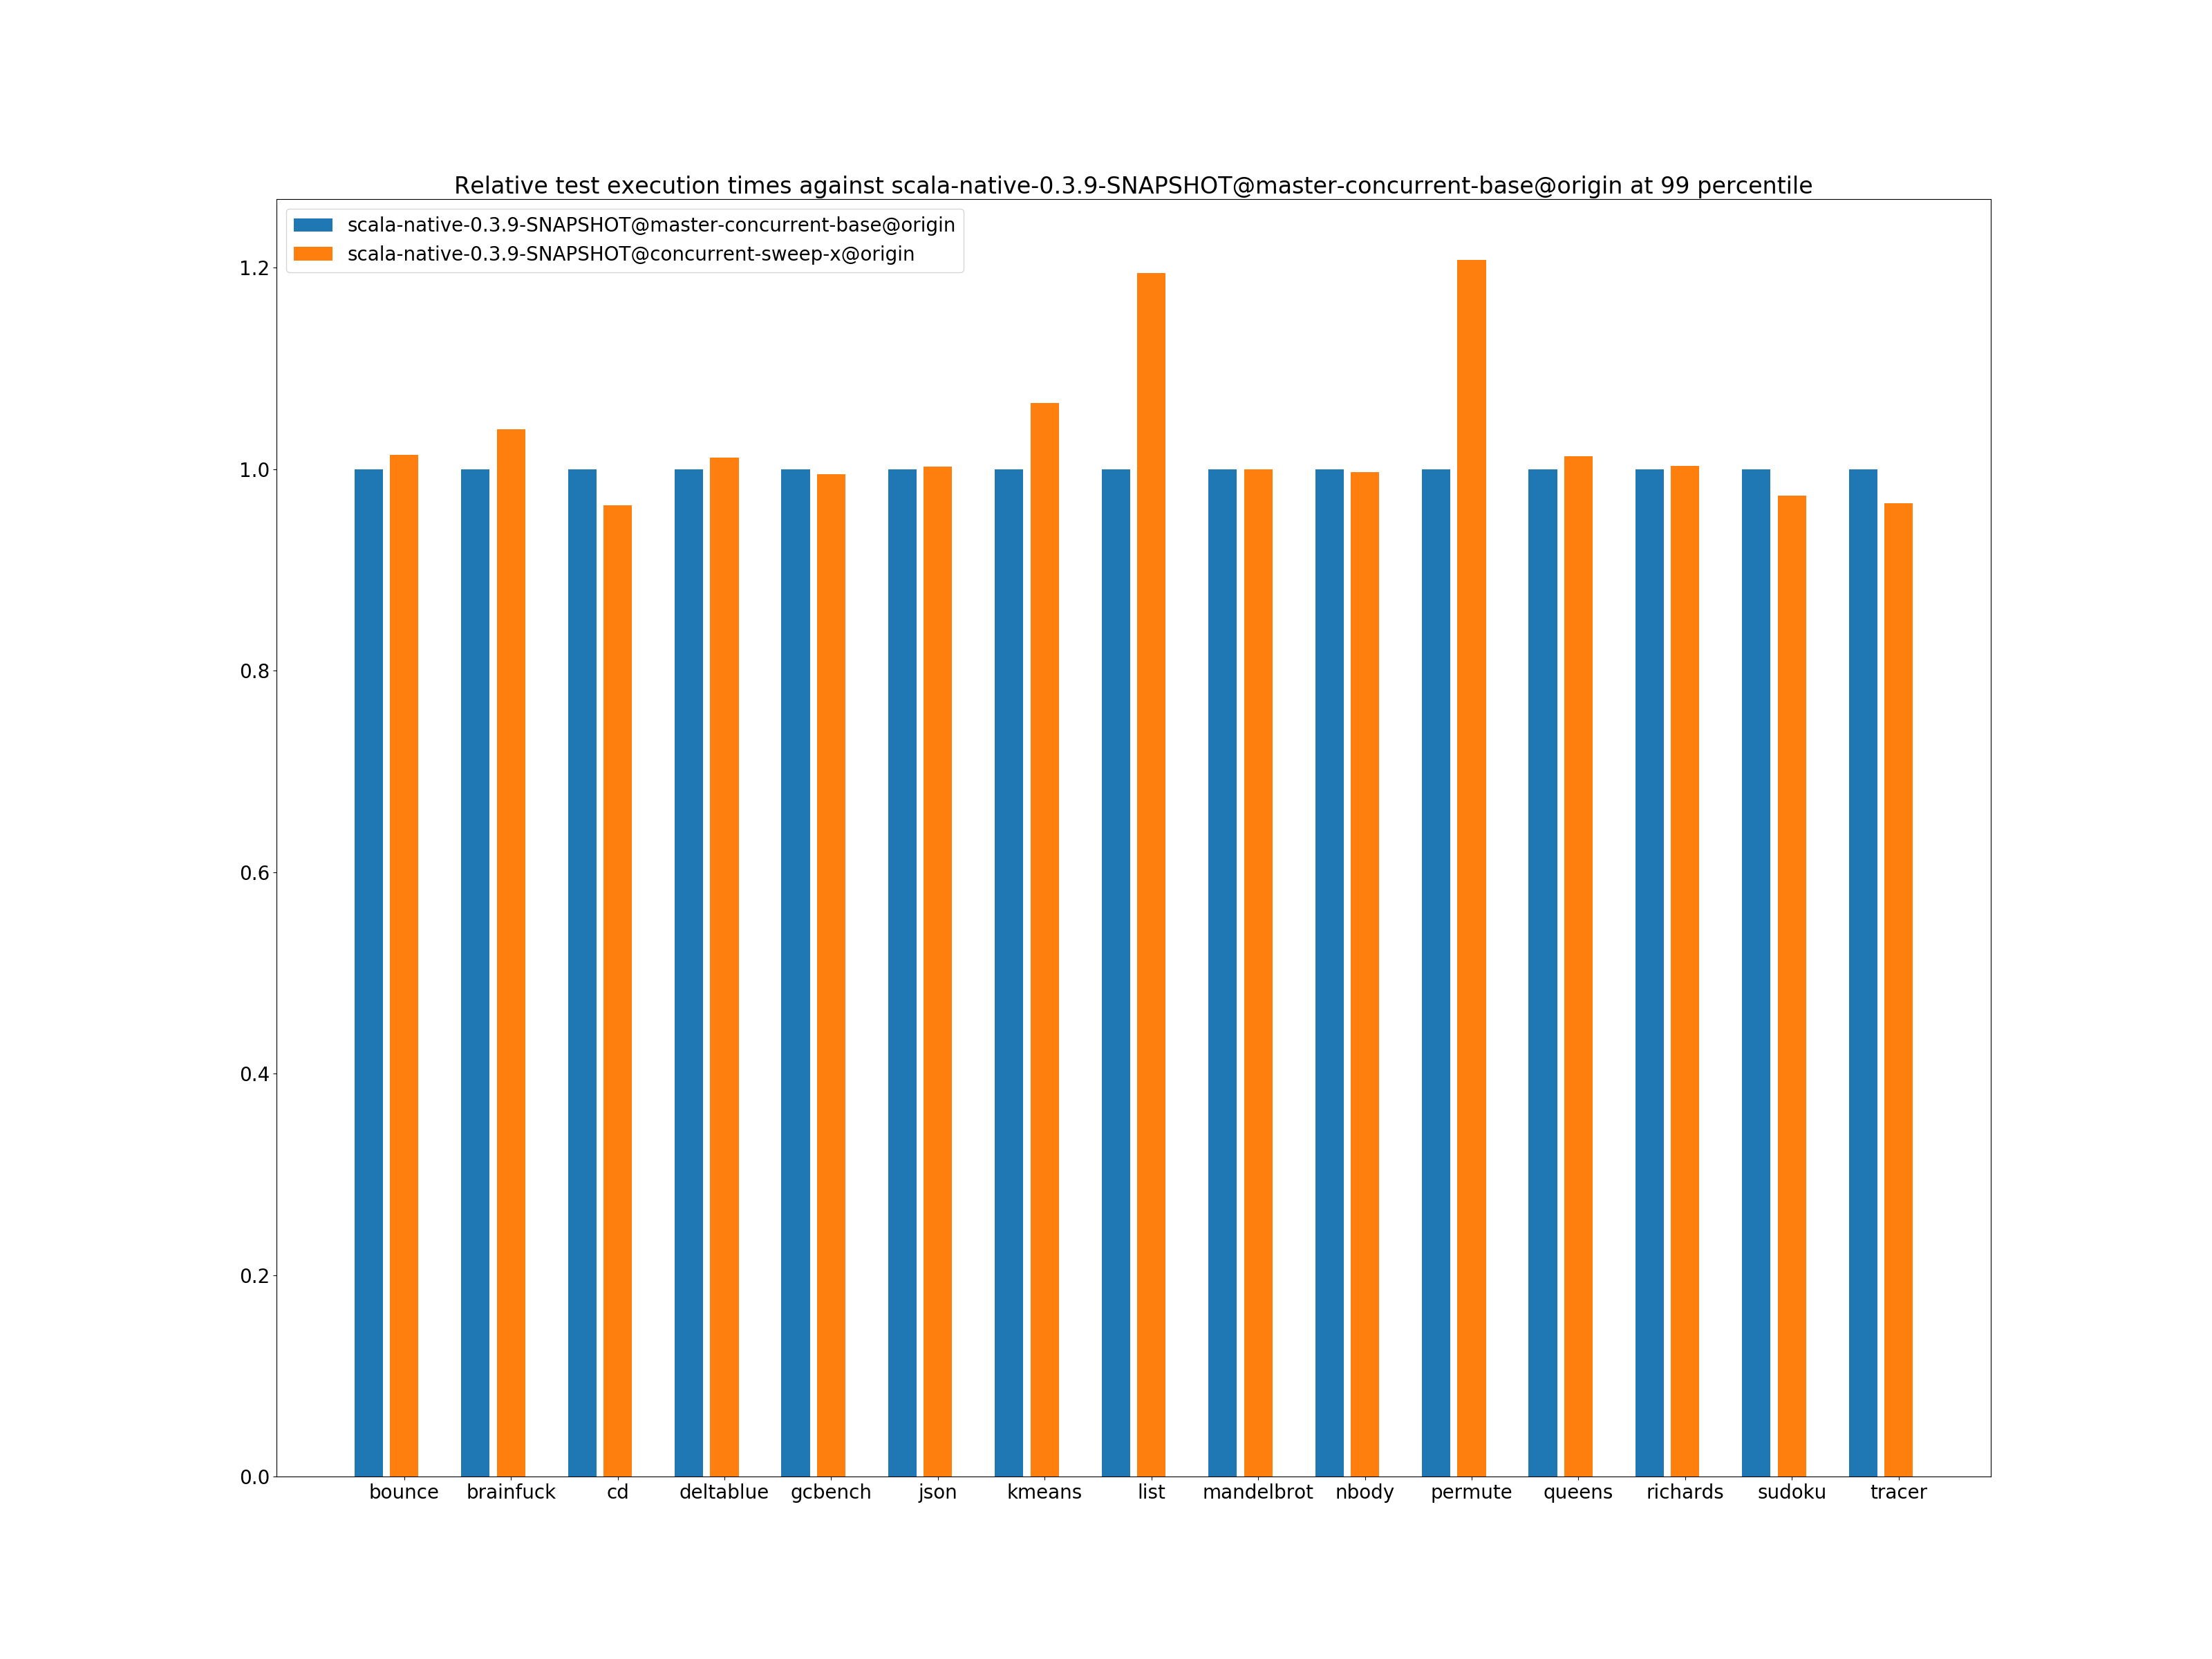 Relative test execution times against scala-native-0.3.9-SNAPSHOT@master-concurrent-base@origin at 99 percentile
scala-native-0.3.9-SNAPSHOT@master-concurrent-base@origin
scala-native-0.3.9-SNAPSHOT@concurrent-sweep-x@origin
1.2
1.0
0.8
0.6
0.4
0.2
0.0
bounce brainfuck cd deltablue gcbench json kmeans list mandelbrot nbody permute queens richards sudoku tracer